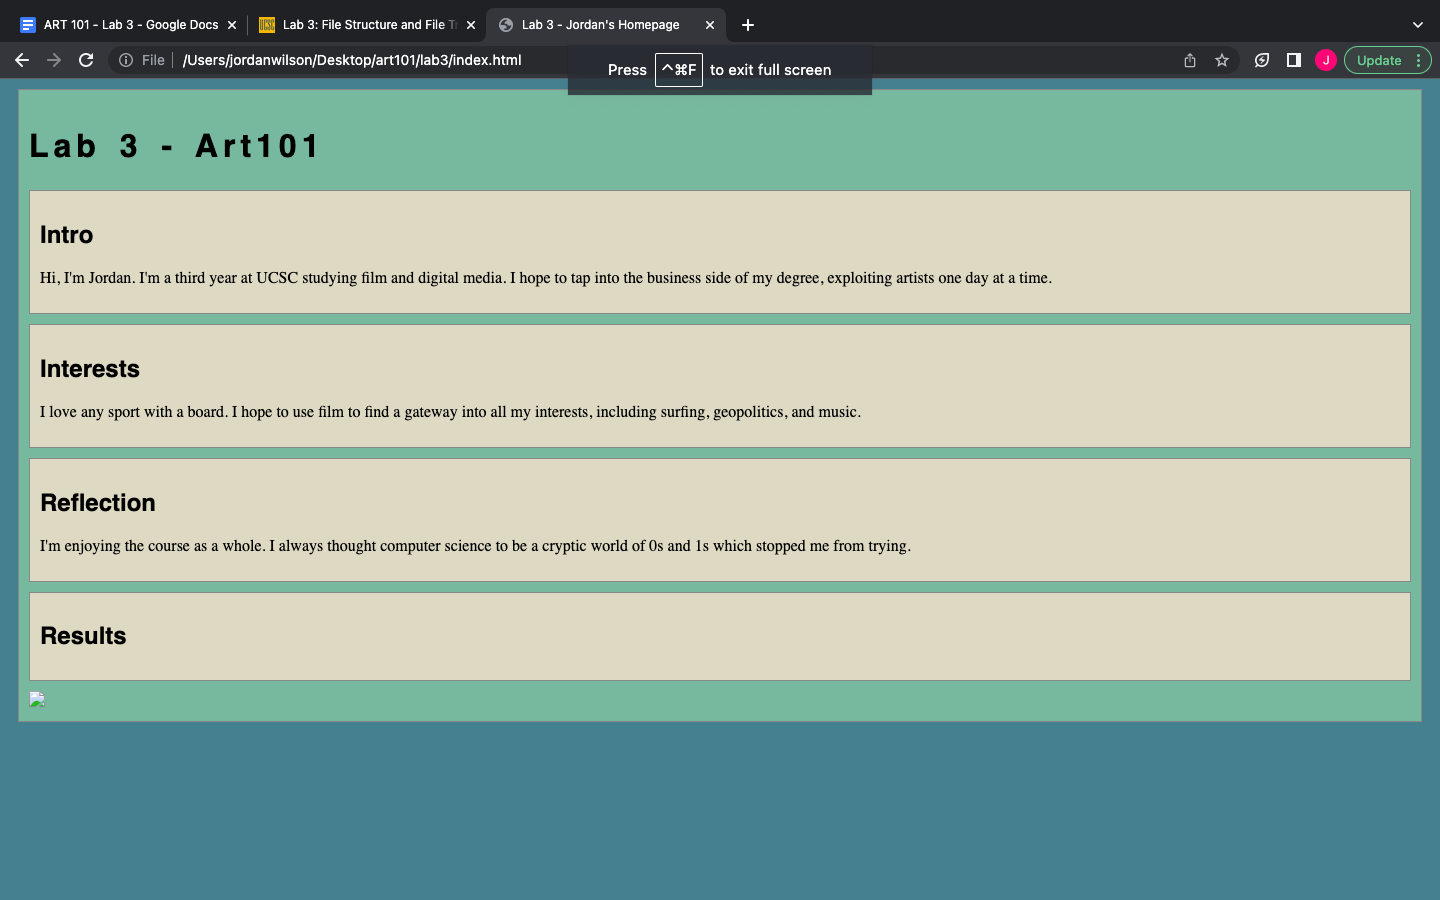 ART 101 - Lab 3 - Google Docs
Lab 3: File Structure and File T
Lab 3 - Jordan's Homepage
File
/Users/jordanwilson/Desktop/art101/lab3/index.html
J
Update
Press ^⌘F to exit full screen
Lab 3 - Art101
Intro
Hi, I'm Jordan. I'm a third year at UCSC studying film and digital media. I hope to tap into the business side of my degree, exploiting artists one day at a time.
Interests
I love any sport with a board. I hope to use film to find a gateway into all my interests, including surfing, geopolitics, and music.
Reflection
I'm enjoying the course as a whole. I always thought computer science to be a cryptic world of 0s and 1s which stopped me from trying.
Results